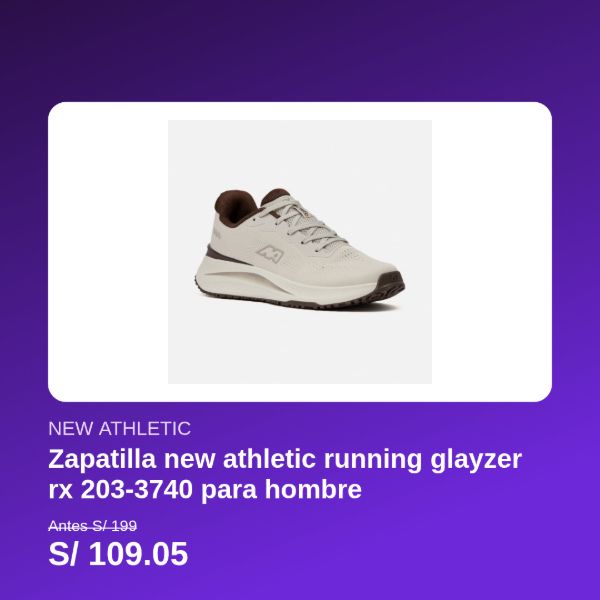 NEW ATHLETIC
Zapatilla new athletic running glayzer
rx 203-3740 para hombre
Antes S/ 199
S/ 109.05